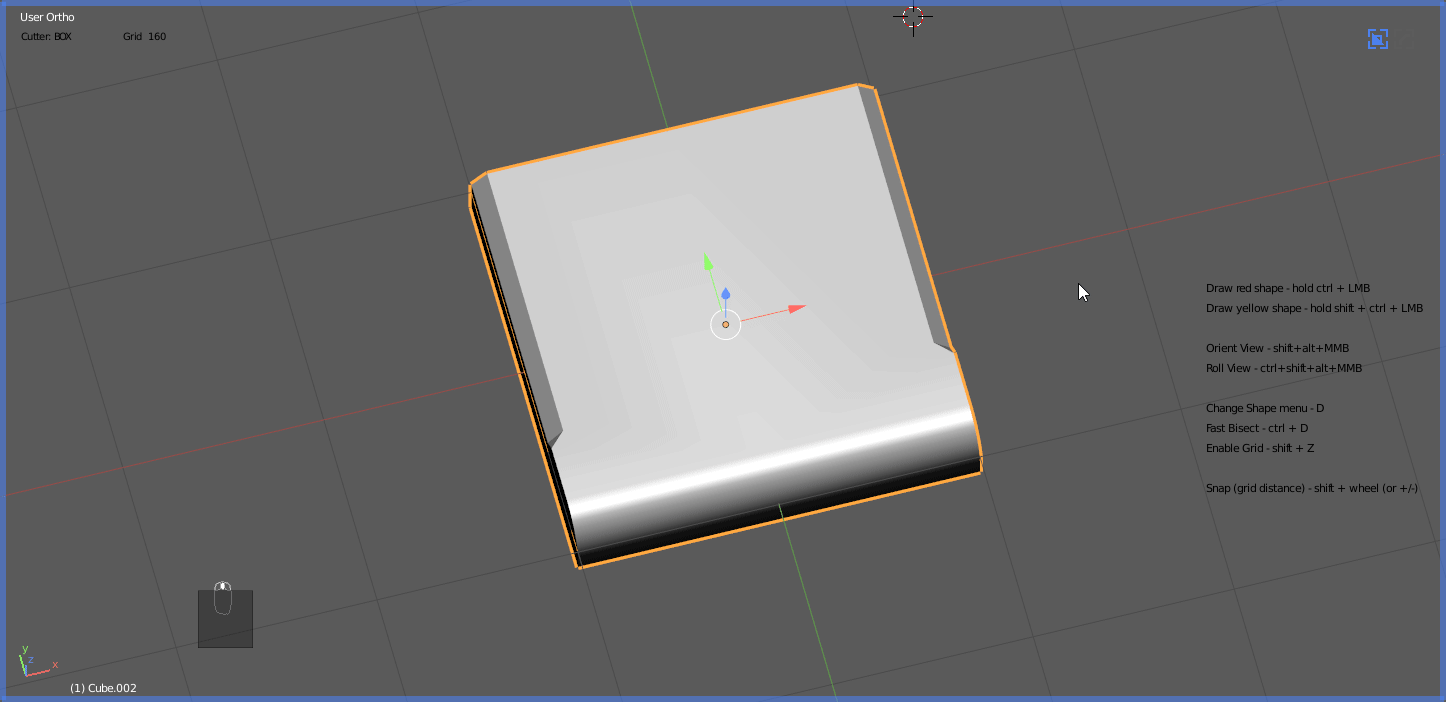 User Ortho
Cutter: BOX Grid 160
Draw red shape - hold ctrl + LMB
Draw yellow shape - hold shift + ctrl + LMB
Orient View - shift+alt+MMB
Roll View - ctrl+shift+alt+MMB
Change Shape menu - D
Fast Bisect - ctrl + D
Enable Grid - shift + Z
Snap (grid distance) - shift + wheel (or +/-)
y
z
x
(1) Cube.002